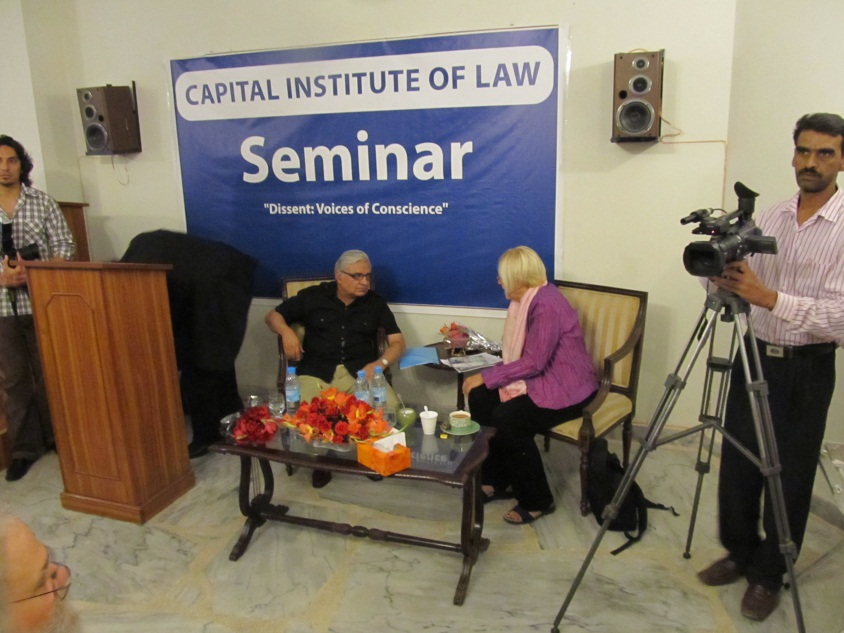 CAPITAL INSTITUTE OF LAW
Seminar
"Dissent: Voices of Conscience"